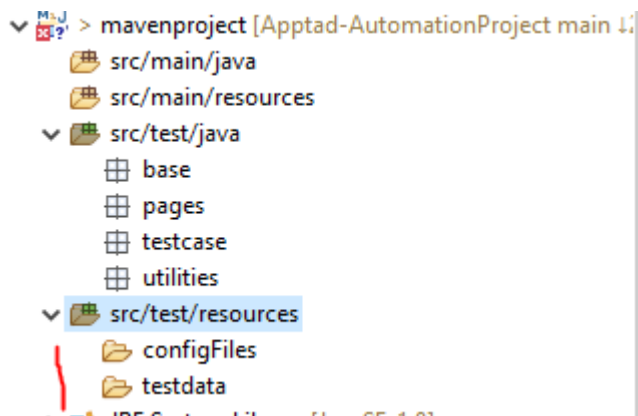 > mavenproject [Apptad-AutomationProject main
src/main/java
src/main/resources
src/test/java
base
pages
testcase
utilities
src/test/resources
configFiles
testdata